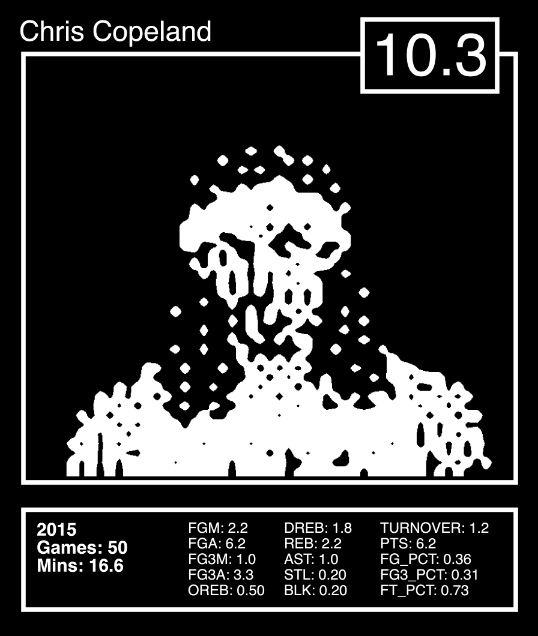 Chris Copeland
10.3
2015
Games: 50
Mins: 16.6
FGM: 2.2
FGA: 6.2
FG3M: 1.0
FG3A: 3.3
OREB: 0.50
DREB: 1.8
REB: 2.2
AST: 1.0
STL: 0.20
BLK: 0.20
TURNOVER: 1.2
PTS: 6.2
FG_PCT: 0.36
FG3_PCT: 0.31
FT_PCT: 0.73